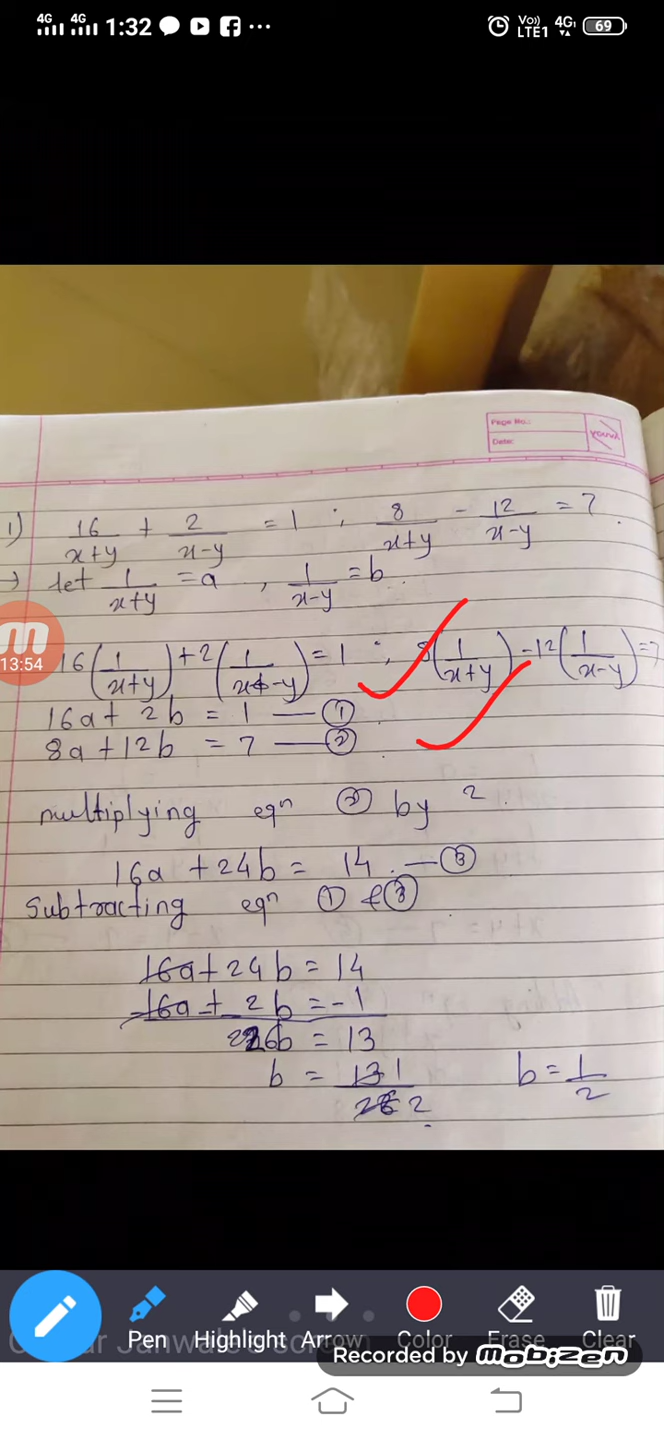 4G 4G 1:32 ... Vo)) LTE1 4G 69
Page No.:
Date:
YOUVA
1) 16/x+y + 2/x-y = 1 ; 8/x+y - 12/x-y = 7
→ let 1/x+y = a , 1/x-y = b
13:54
16(1/x+y) + 2(1/x-y) = 1 ; 8(1/x+y) - 12(1/x-y) = 7
16a + 2b = 1 — ①
8a + 12b = 7 — ②
multiplying eqn ② by 2.
16a + 24b = 14. — ③
Subtracting eqn ① & ③
16a + 24b = 14
-16a + 2b = -1
26b = 13
b = 13 1/26 2 b = 1/2
Pen Highlight Arrow Color Erase Clear
Recorded by mobizen